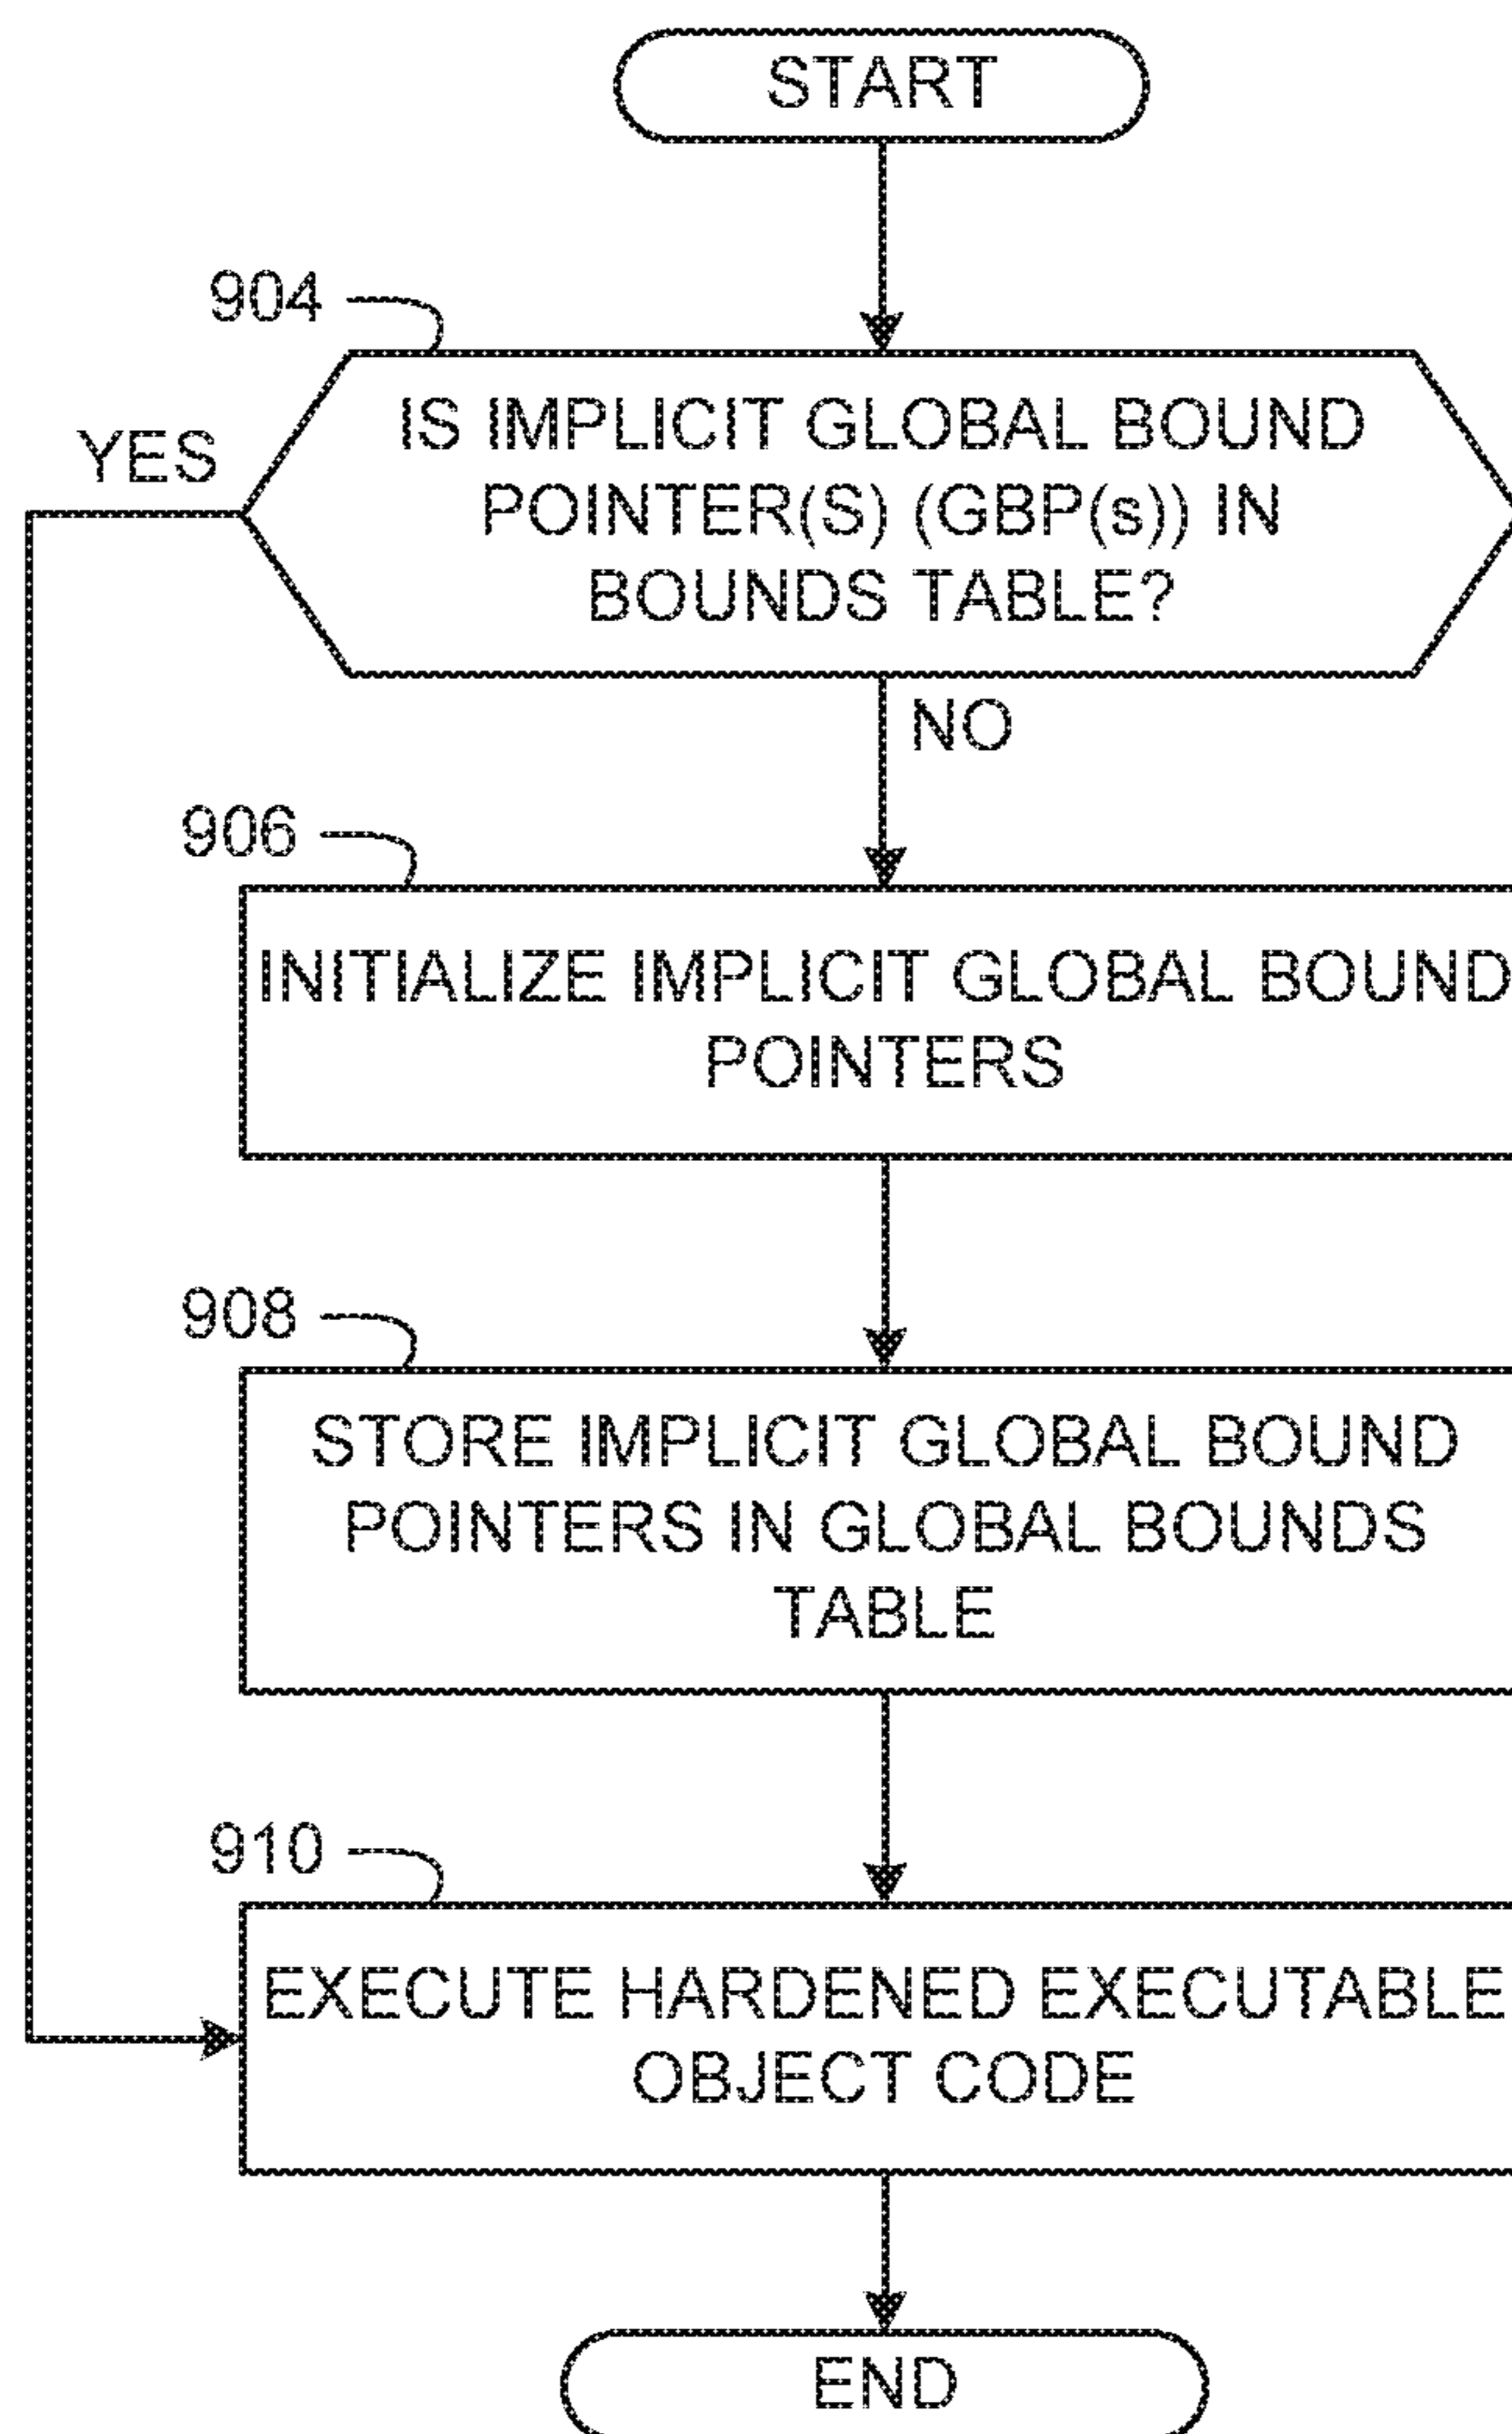 START
904
YES
IS IMPLICIT GLOBAL BOUND
POINTER(S) (GBP(s)) IN
BOUNDS TABLE?
NO
906
INITIALIZE IMPLICIT GLOBAL BOUND
POINTERS
908
STORE IMPLICIT GLOBAL BOUND
POINTERS IN GLOBAL BOUNDS
TABLE
910
EXECUTE HARDENED EXECUTABLE
OBJECT CODE
END